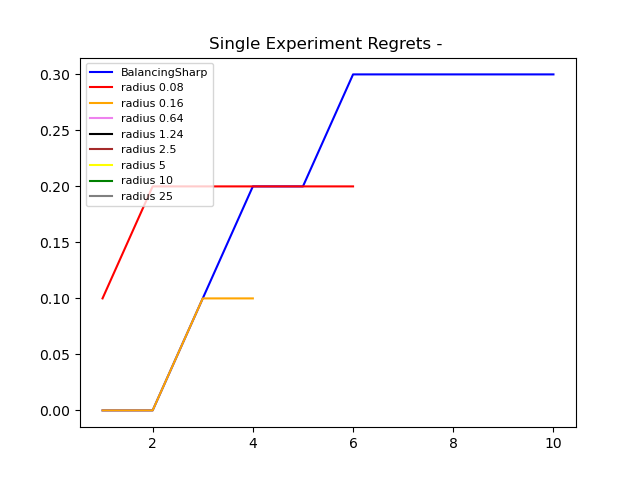 Single Experiment Regrets -
0.30
0.25
0.20
0.15
0.10
0.05
0.00
BalancingSharp
radius 0.08
radius 0.16
radius 0.64
radius 1.24
radius 2.5
radius 5
radius 10
radius 25
2 4 6 8 10